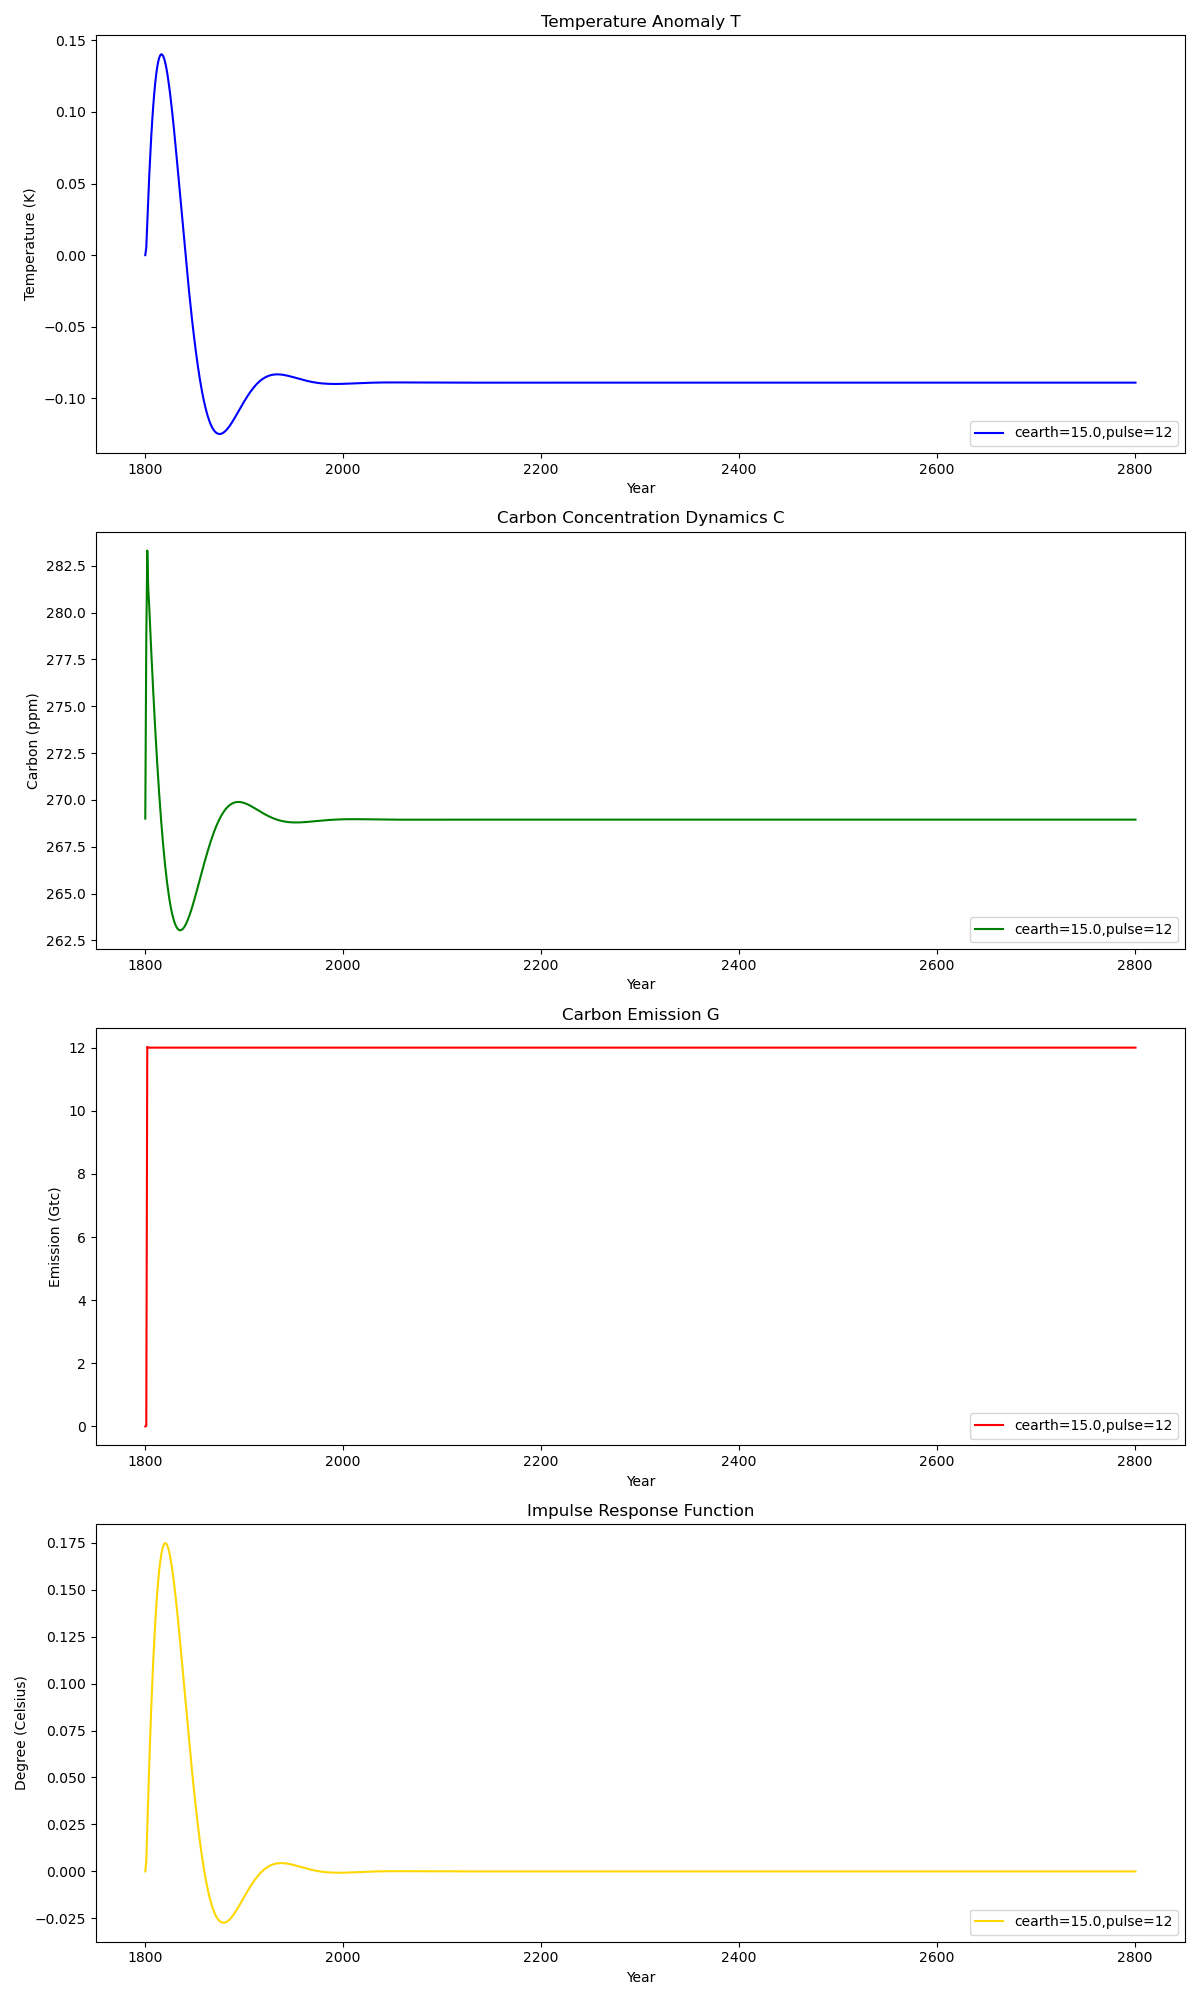 Temperature Anomaly T
0.15
0.10
0.05
0.00
−0.05
−0.10
Temperature (K)
cearth=15.0,pulse=12
1800 2000 2200 2400 2600 2800
Year
Carbon Concentration Dynamics C
282.5
280.0
277.5
275.0
272.5
270.0
267.5
265.0
262.5
Carbon (ppm)
cearth=15.0,pulse=12
1800 2000 2200 2400 2600 2800
Year
Carbon Emission G
12
10
8
6
4
2
0
Emission (Gtc)
cearth=15.0,pulse=12
1800 2000 2200 2400 2600 2800
Year
Impulse Response Function
0.175
0.150
0.125
0.100
0.075
0.050
0.025
0.000
−0.025
Degree (Celsius)
cearth=15.0,pulse=12
1800 2000 2200 2400 2600 2800
Year